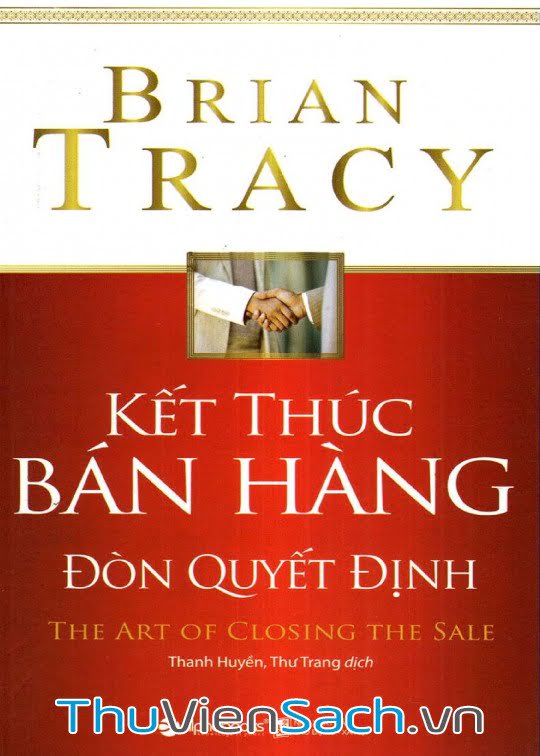 BRIAN
TRACY
KẾT THÚC
BÁN HÀNG
ĐÒN QUYẾT ĐỊNH
THE ART OF CLOSING THE SALE
Thanh Huyền, Thư Trang dịch
ThuVienSach.vn